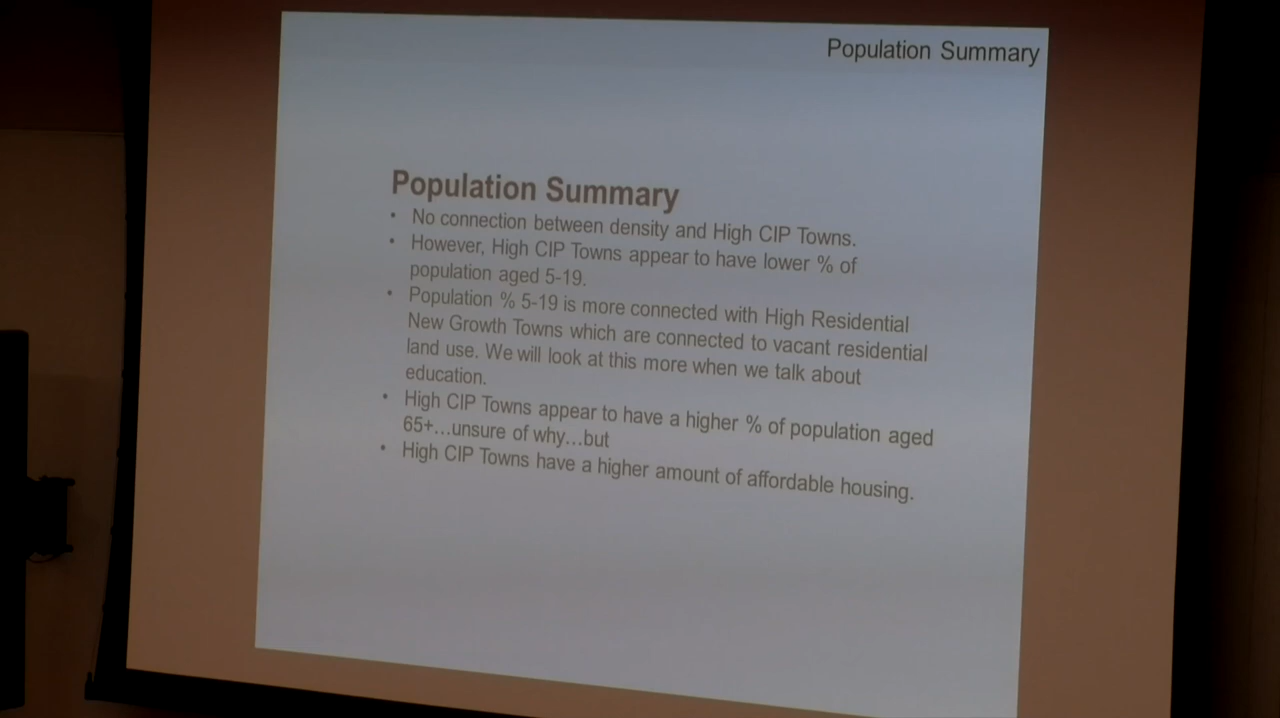 Population Summary
Population Summary
• No connection between density and High CIP Towns.
• However, High CIP Towns appear to have lower % of
population aged 5-19.
• Population % 5-19 is more connected with High Residential
New Growth Towns which are connected to vacant residential
land use. We will look at this more when we talk about
education.
• High CIP Towns appear to have a higher % of population aged
65+...unsure of why...but
• High CIP Towns have a higher amount of affordable housing.